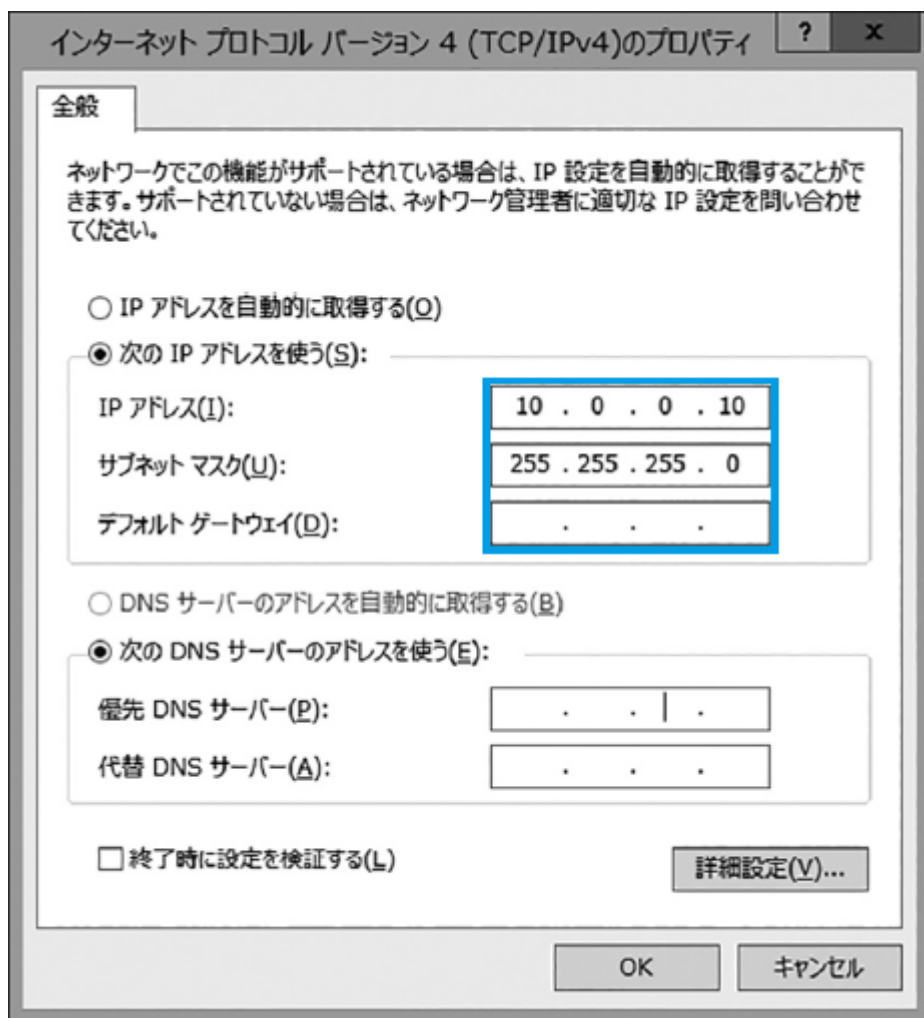 インターネット プロトコル バージョン 4 (TCP/IPv4)のプロパティ ? x
全般
ネットワークでこの機能がサポートされている場合は、IP 設定を自動的に取得することがで
きます。サポートされていない場合は、ネットワーク管理者に適切な IP 設定を問い合わせ
てください。
IP アドレスを自動的に取得する(O)
次の IP アドレスを使う(S):
IP アドレス(I): 10 . 0 . 0 . 10
サブネット マスク(U): 255 . 255 . 255 . 0
デフォルト ゲートウェイ(D): . . .
DNS サーバーのアドレスを自動的に取得する(B)
次の DNS サーバーのアドレスを使う(E):
優先 DNS サーバー(P): . . .
代替 DNS サーバー(A): . . .
終了時に設定を検証する(L)
詳細設定(V)...
OK キャンセル